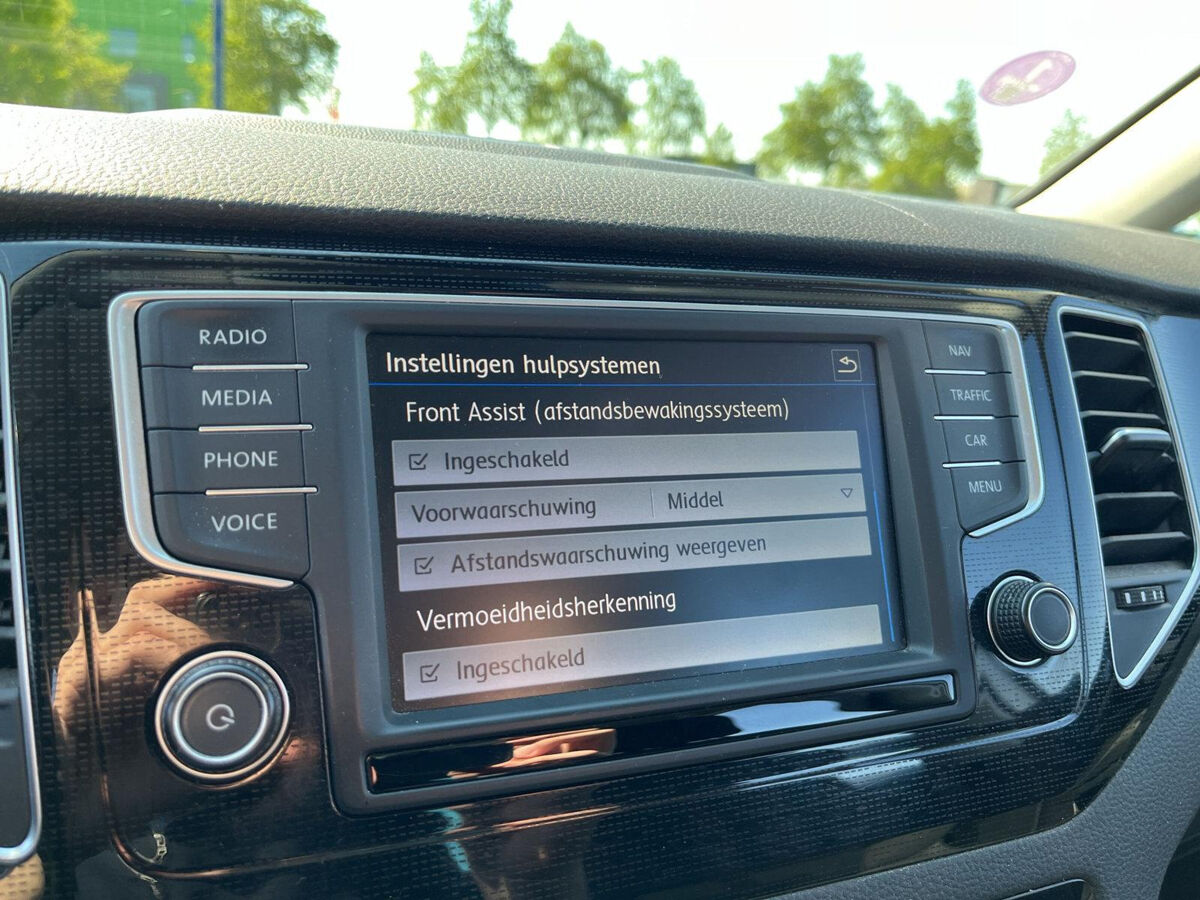 RADIO
MEDIA
PHONE
VOICE
Instellingen hulpsystemen
Front Assist (afstandsbewakingssysteem)
Ingeschakeld
Voorwaarschuwing Middel
Afstandswaarschuwing weergeven
Vermoeidheidsherkenning
Ingeschakeld
NAV
TRAFFIC
CAR
MENU